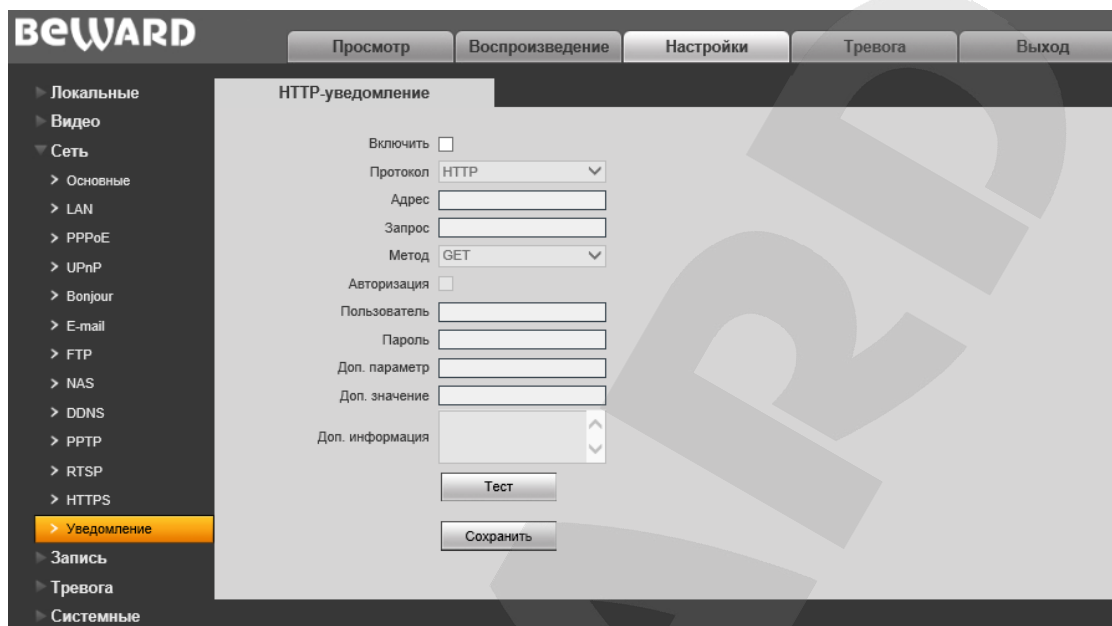 BEWARD
Просмотр Воспроизведение Настройки Тревога Выход
Локальные
Видео
Сеть
Основные
LAN
PPPoE
UPnP
Bonjour
E-mail
FTP
NAS
DDNS
PPTP
RTSP
HTTPS
Уведомление
Запись
Тревога
Системные
HTTP-уведомление
Включить
Протокол HTTP
Адрес
Запрос
Метод GET
Авторизация
Пользователь
Пароль
Доп. параметр
Доп. значение
Доп. информация
Тест
Сохранить
ARD